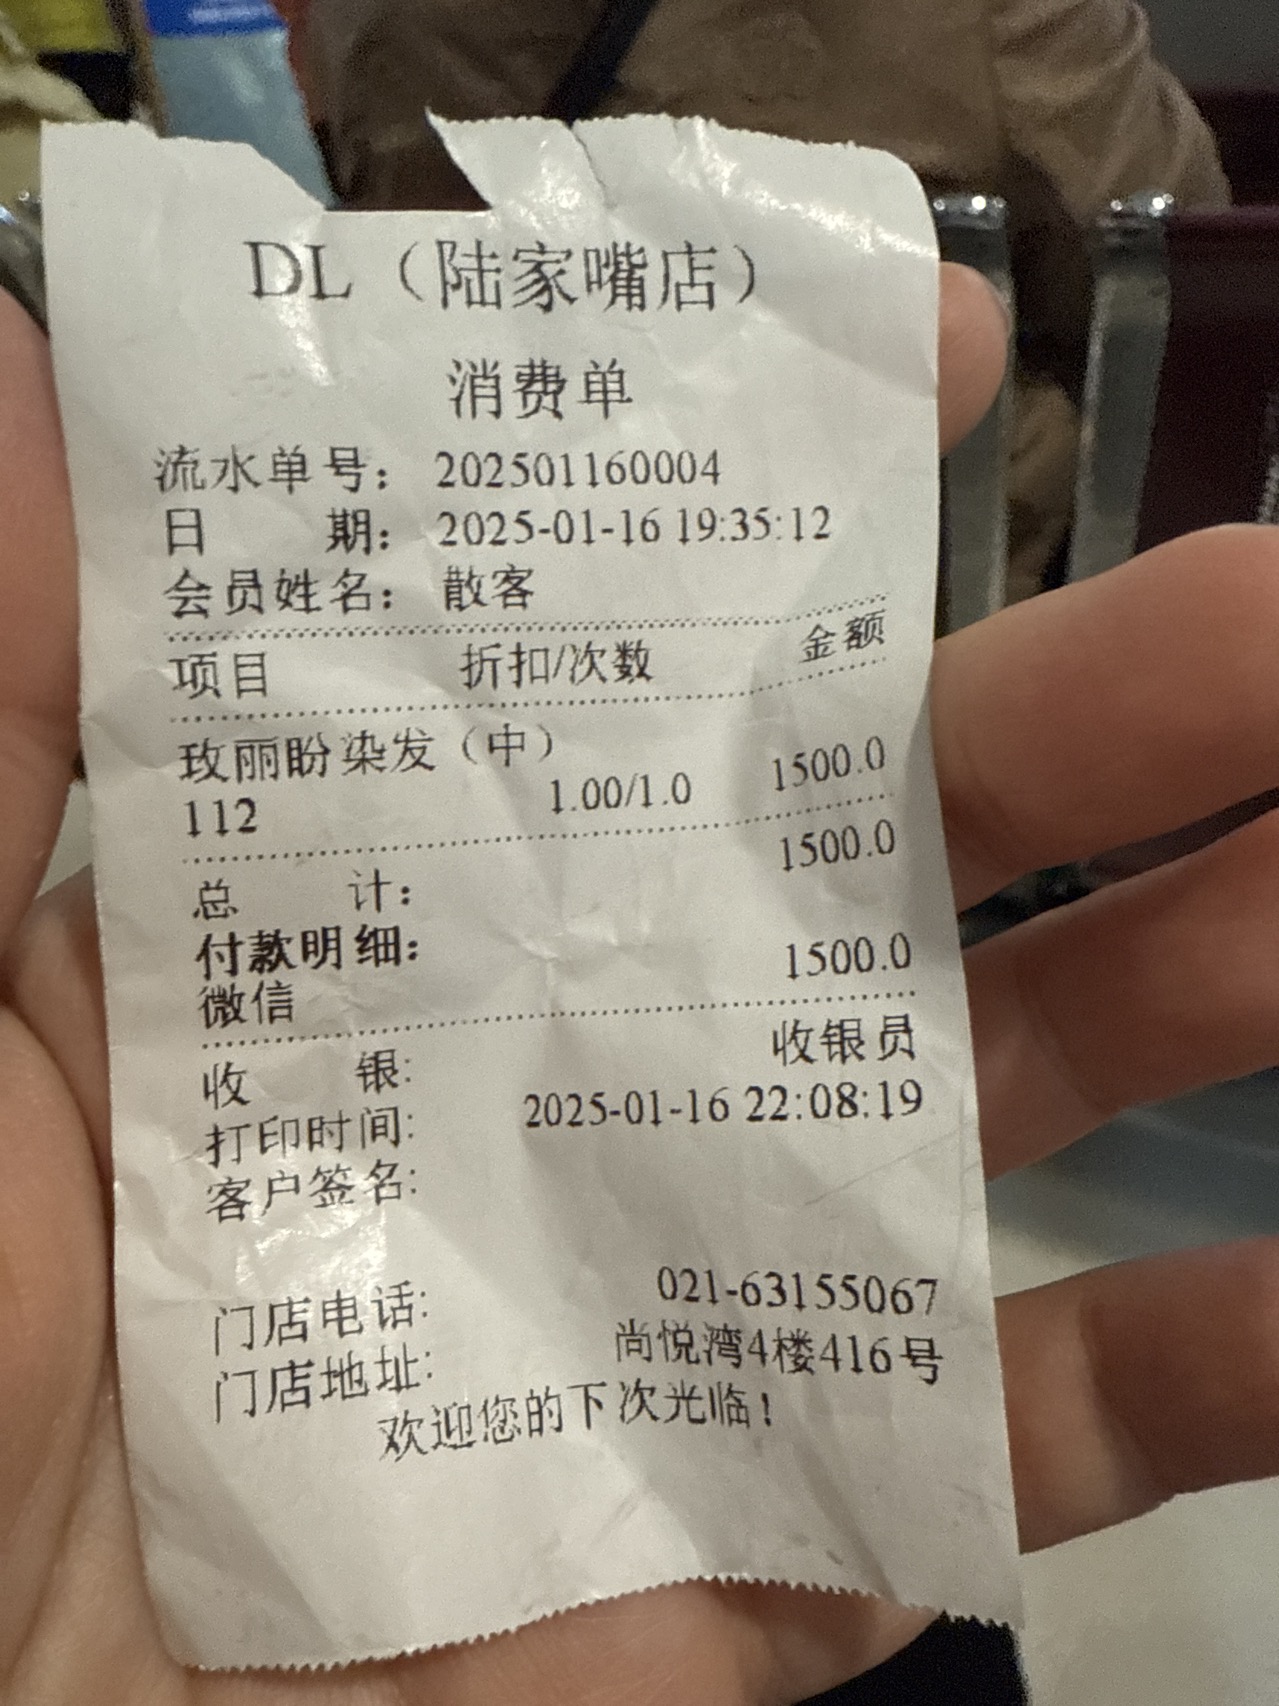 DL（陆家嘴店）
消费单
流水单号： 202501160004
日 期： 2025-01-16 19:35:12
会员姓名： 散客
项目 折扣/次数 金额
玫丽盼染发（中）
112 1.00/1.0 1500.0
总 计： 1500.0
付款明细：
微信 1500.0
收 银: 收银员
打印时间: 2025-01-16 22:08:19
客户签名:
门店电话: 021-63155067
门店地址: 尚悦湾4楼416号
欢迎您的下次光临！